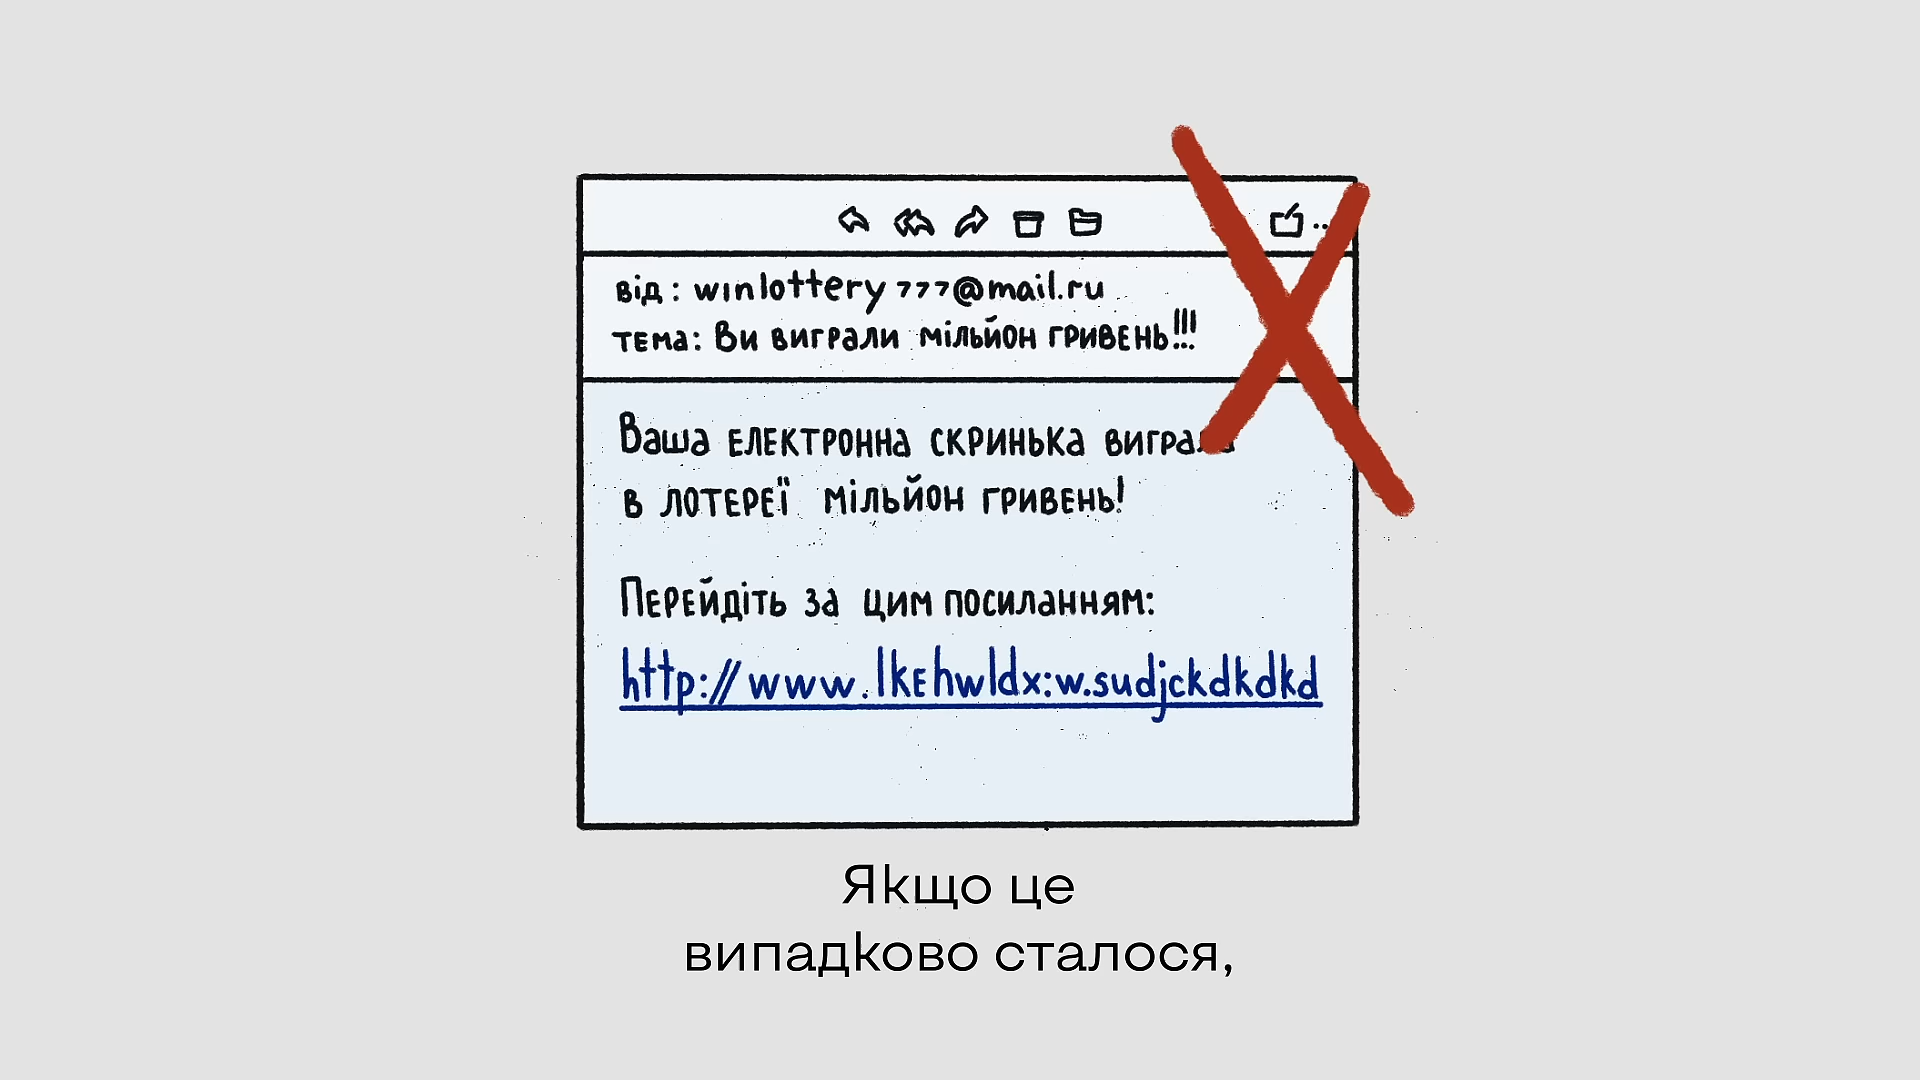 від: winlottery777@mail.ru
тема: Ви виграли мільйон гривень!!!
Ваша електронна скринька виграла
в лотереї мільйон гривень!
Перейдіть за цим посиланням:
http://www.lkehwldx:w.sudjckdkdkd
Якщо це
випадково сталося,